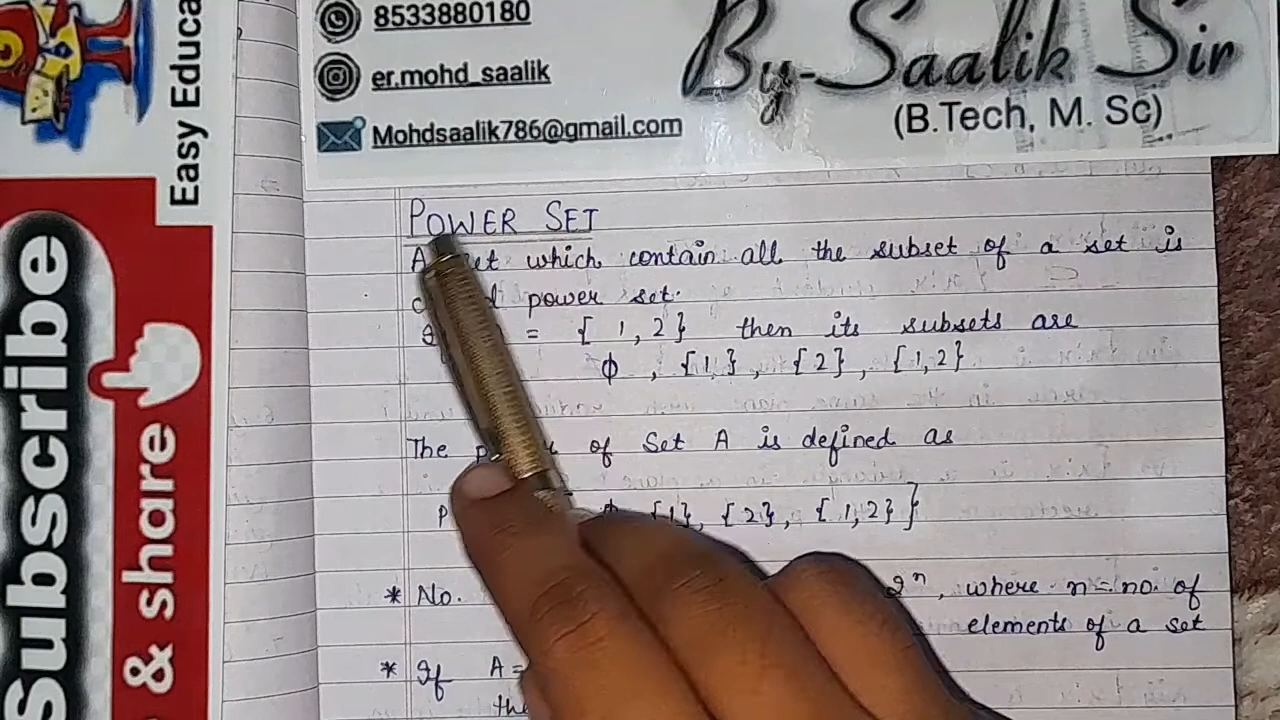 8533880180
er.mohd_saalik
Mohdsaalik786@gmail.com
By-Saalik Sir
(B.Tech, M. Sc)
Easy Educa
Subscribe
& share
POWER SET
A which contain all the subset of a set is
power set.
= { 1, 2 } then its subsets are
ϕ , {1} , {2} , {1,2}
The of Set A is defined as
P {1}, {2}, {1,2}}
* No. 2ⁿ, where n = no. of
elements of a set
* If A =